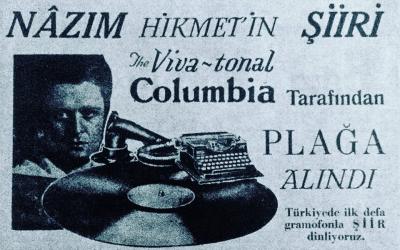 NÂZIM HİKMET'İN ŞİİRİ
The Viva~tonal
Columbia Tarafından
PLAĞA
ALINDI
Türkiyede ilk defa
gramofonla ŞİİR
dinliyoruz.